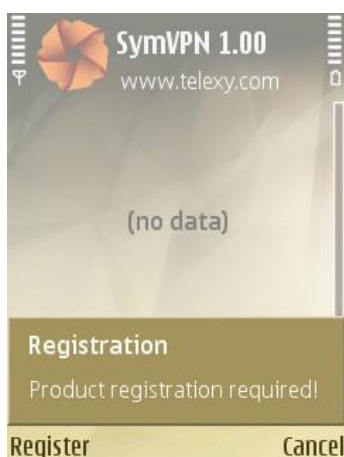 SymVPN 1.00
www.telexy.com
(no data)
Registration
Product registration required!
Register Cancel